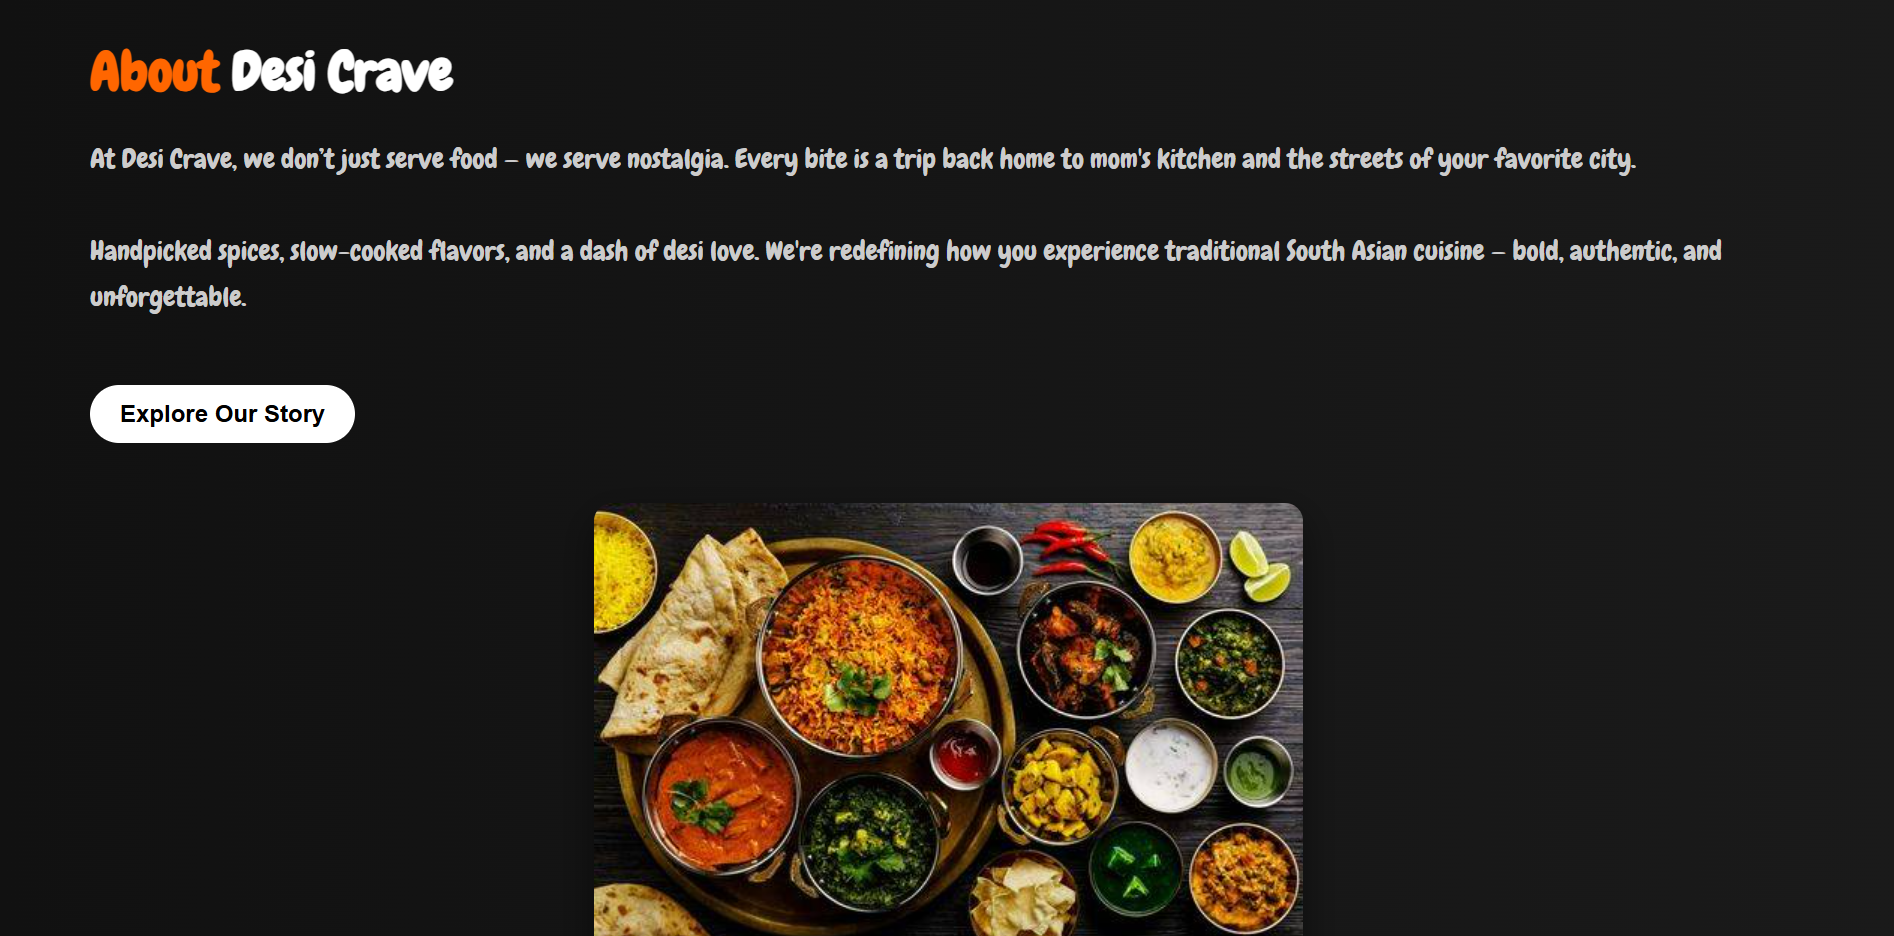 About Desi Crave
At Desi Crave, we don’t just serve food – we serve nostalgia. Every bite is a trip back home to mom's kitchen and the streets of your favorite city.
Handpicked spices, slow-cooked flavors, and a dash of desi love. We're redefining how you experience traditional South Asian cuisine – bold, authentic, and
unforgettable.
Explore Our Story